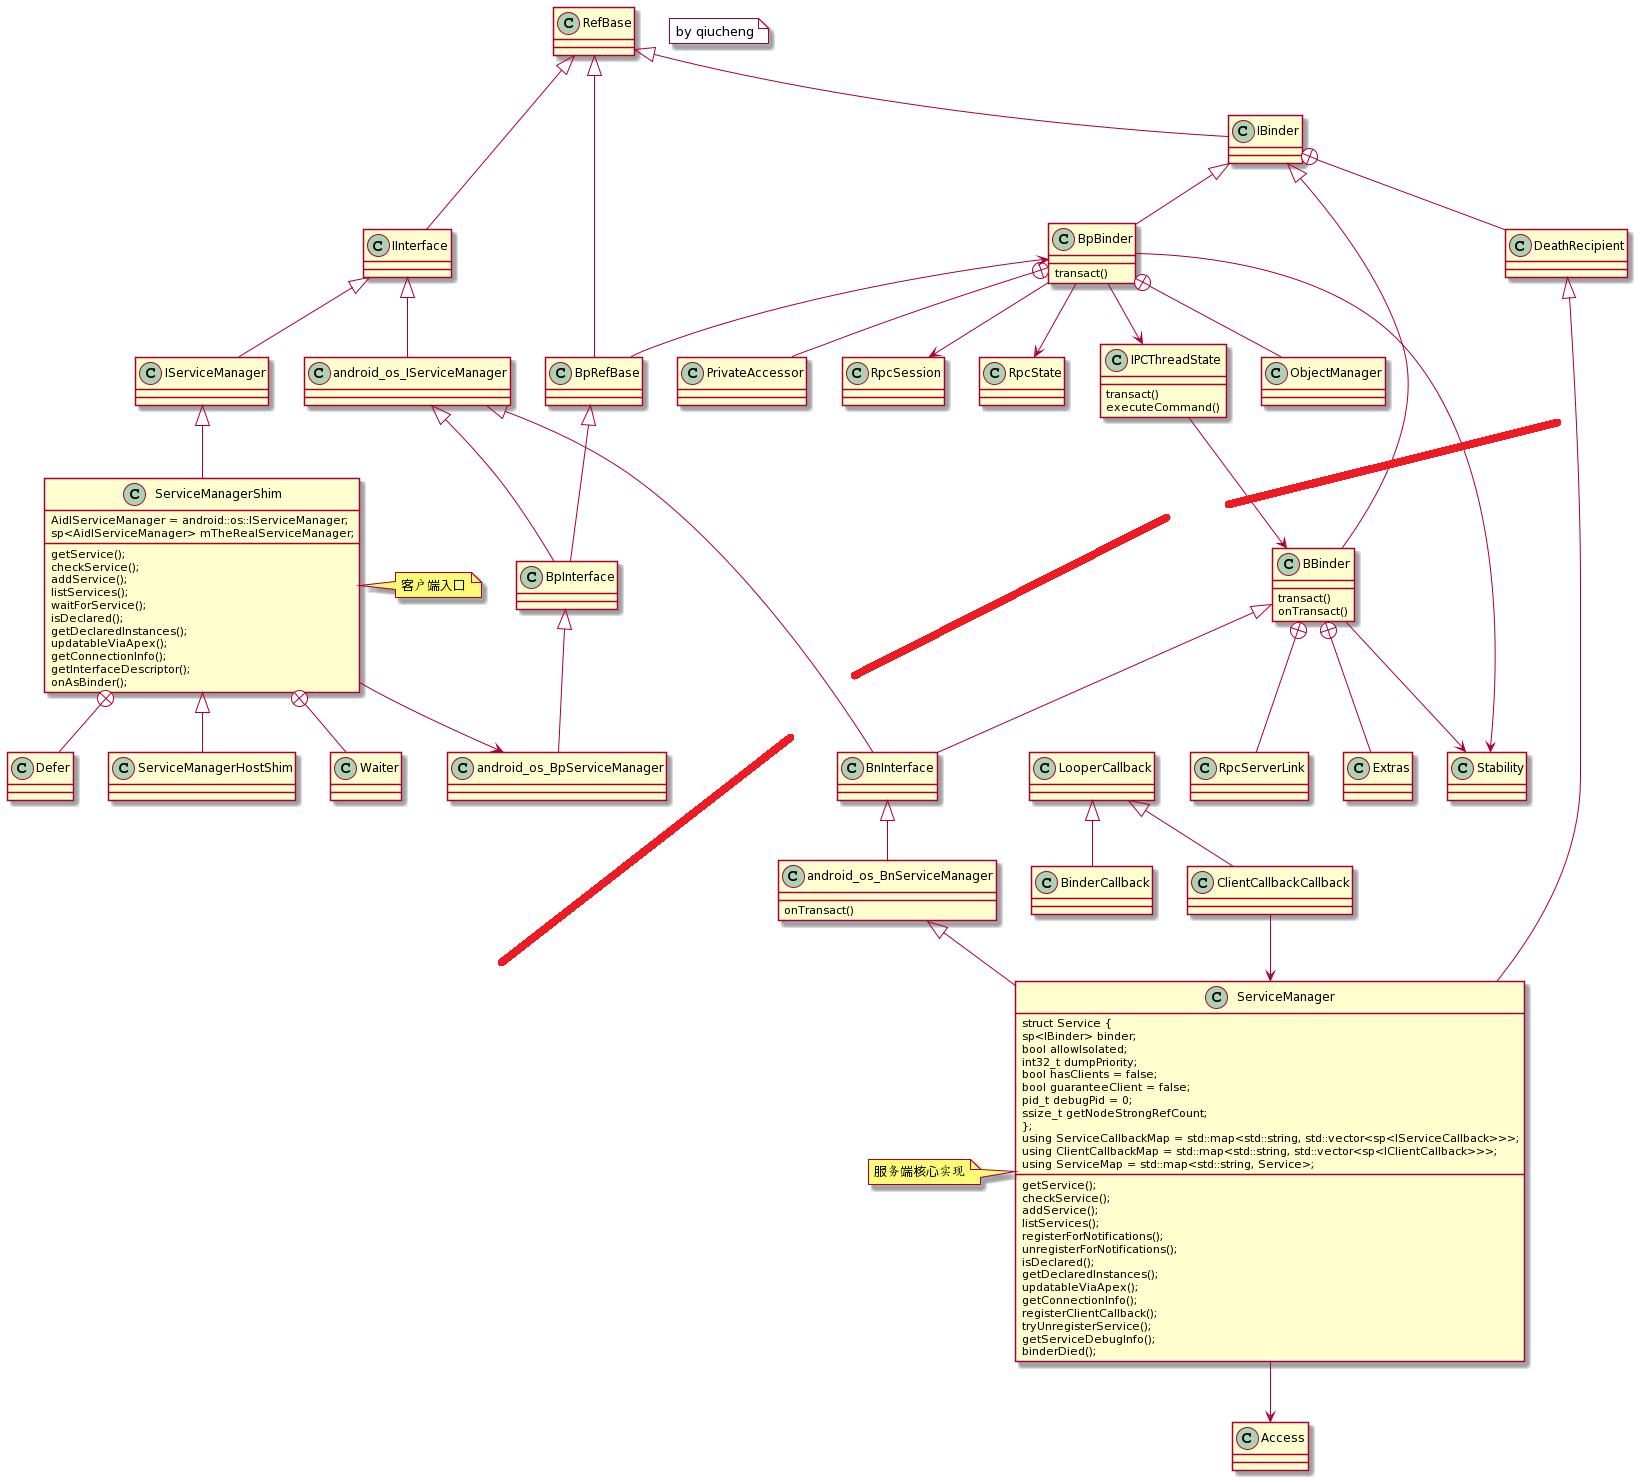 C RefBase
by qiucheng
C IBinder
C IInterface
C BpBinder
transact()
C DeathRecipient
C IServiceManager
C android_os_IServiceManager
C BpRefBase
C PrivateAccessor
C RpcSession
C RpcState
C IPCThreadState
transact()
executeCommand()
C ObjectManager
C ServiceManagerShim
AidlServiceManager = android::os::IServiceManager;
sp<AidlServiceManager> mTheRealServiceManager;
getService();
checkService();
addService();
listServices();
waitForService();
isDeclared();
getDeclaredInstances();
updatableViaApex();
getConnectionInfo();
getInterfaceDescriptor();
onAsBinder();
客户端入口
C BpInterface
C BBinder
transact()
onTransact()
C Defer
C ServiceManagerHostShim
C Waiter
C android_os_BpServiceManager
C BnInterface
C LooperCallback
C RpcServerLink
C Extras
C Stability
C android_os_BnServiceManager
onTransact()
C BinderCallback
C ClientCallbackCallback
C ServiceManager
struct Service {
sp<IBinder> binder;
bool allowIsolated;
int32_t dumpPriority;
bool hasClients = false;
bool guaranteeClient = false;
pid_t debugPid = 0;
ssize_t getNodeStrongRefCount;
};
using ServiceCallbackMap = std::map<std::string, std::vector<sp<IServiceCallback>>>;
using ClientCallbackMap = std::map<std::string, std::vector<sp<IClientCallback>>>;
using ServiceMap = std::map<std::string, Service>;
服务端核心实现
getService();
checkService();
addService();
listServices();
registerForNotifications();
unregisterForNotifications();
isDeclared();
getDeclaredInstances();
updatableViaApex();
getConnectionInfo();
registerClientCallback();
tryUnregisterService();
getServiceDebugInfo();
binderDied();
C Access